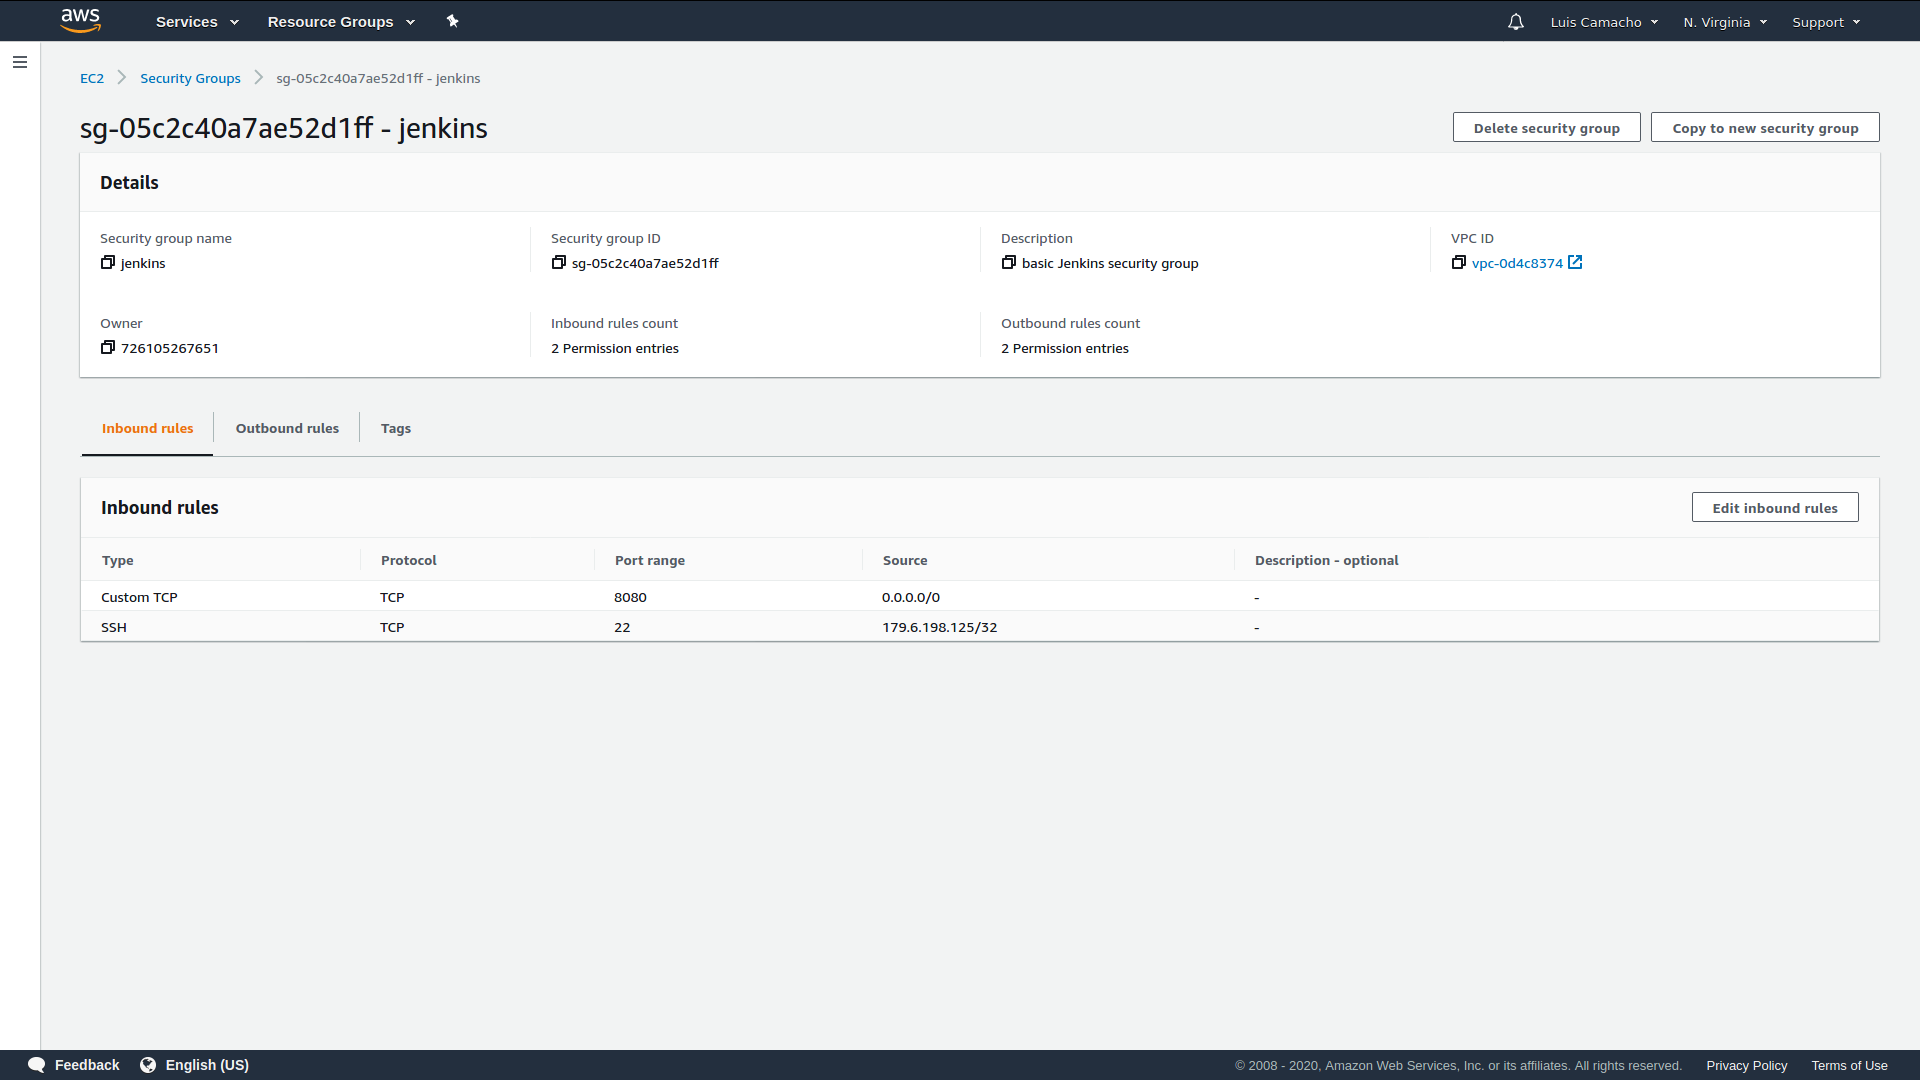 aws Services Resource Groups Luis Camacho N. Virginia Support
EC2 Security Groups sg-05c2c40a7ae52d1ff - jenkins
sg-05c2c40a7ae52d1ff - jenkins Delete security group Copy to new security group
Details
Security group name Security group ID Description VPC ID
jenkins sg-05c2c40a7ae52d1ff basic Jenkins security group vpc-0d4c8374
Owner Inbound rules count Outbound rules count
726105267651 2 Permission entries 2 Permission entries
Inbound rules Outbound rules Tags
Inbound rules Edit inbound rules
Type Protocol Port range Source Description - optional
Custom TCP TCP 8080 0.0.0.0/0 -
SSH TCP 22 179.6.198.125/32 -
Feedback English (US) © 2008 - 2020, Amazon Web Services, Inc. or its affiliates. All rights reserved. Privacy Policy Terms of Use